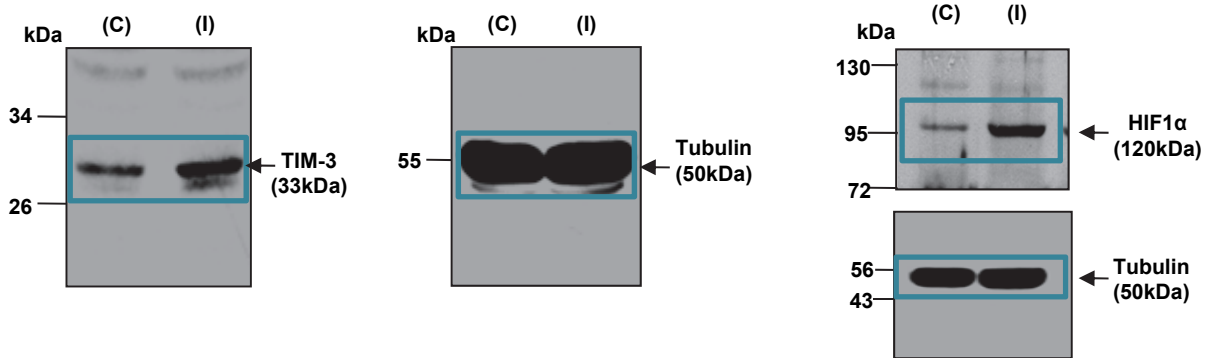 kDa
(C) (I)
34
26
TIM-3
(33kDa)
kDa
(C) (I)
55
Tubulin
(50kDa)
kDa
(C) (I)
130
95
72
HIF1α
(120kDa)
56
43
Tubulin
(50kDa)